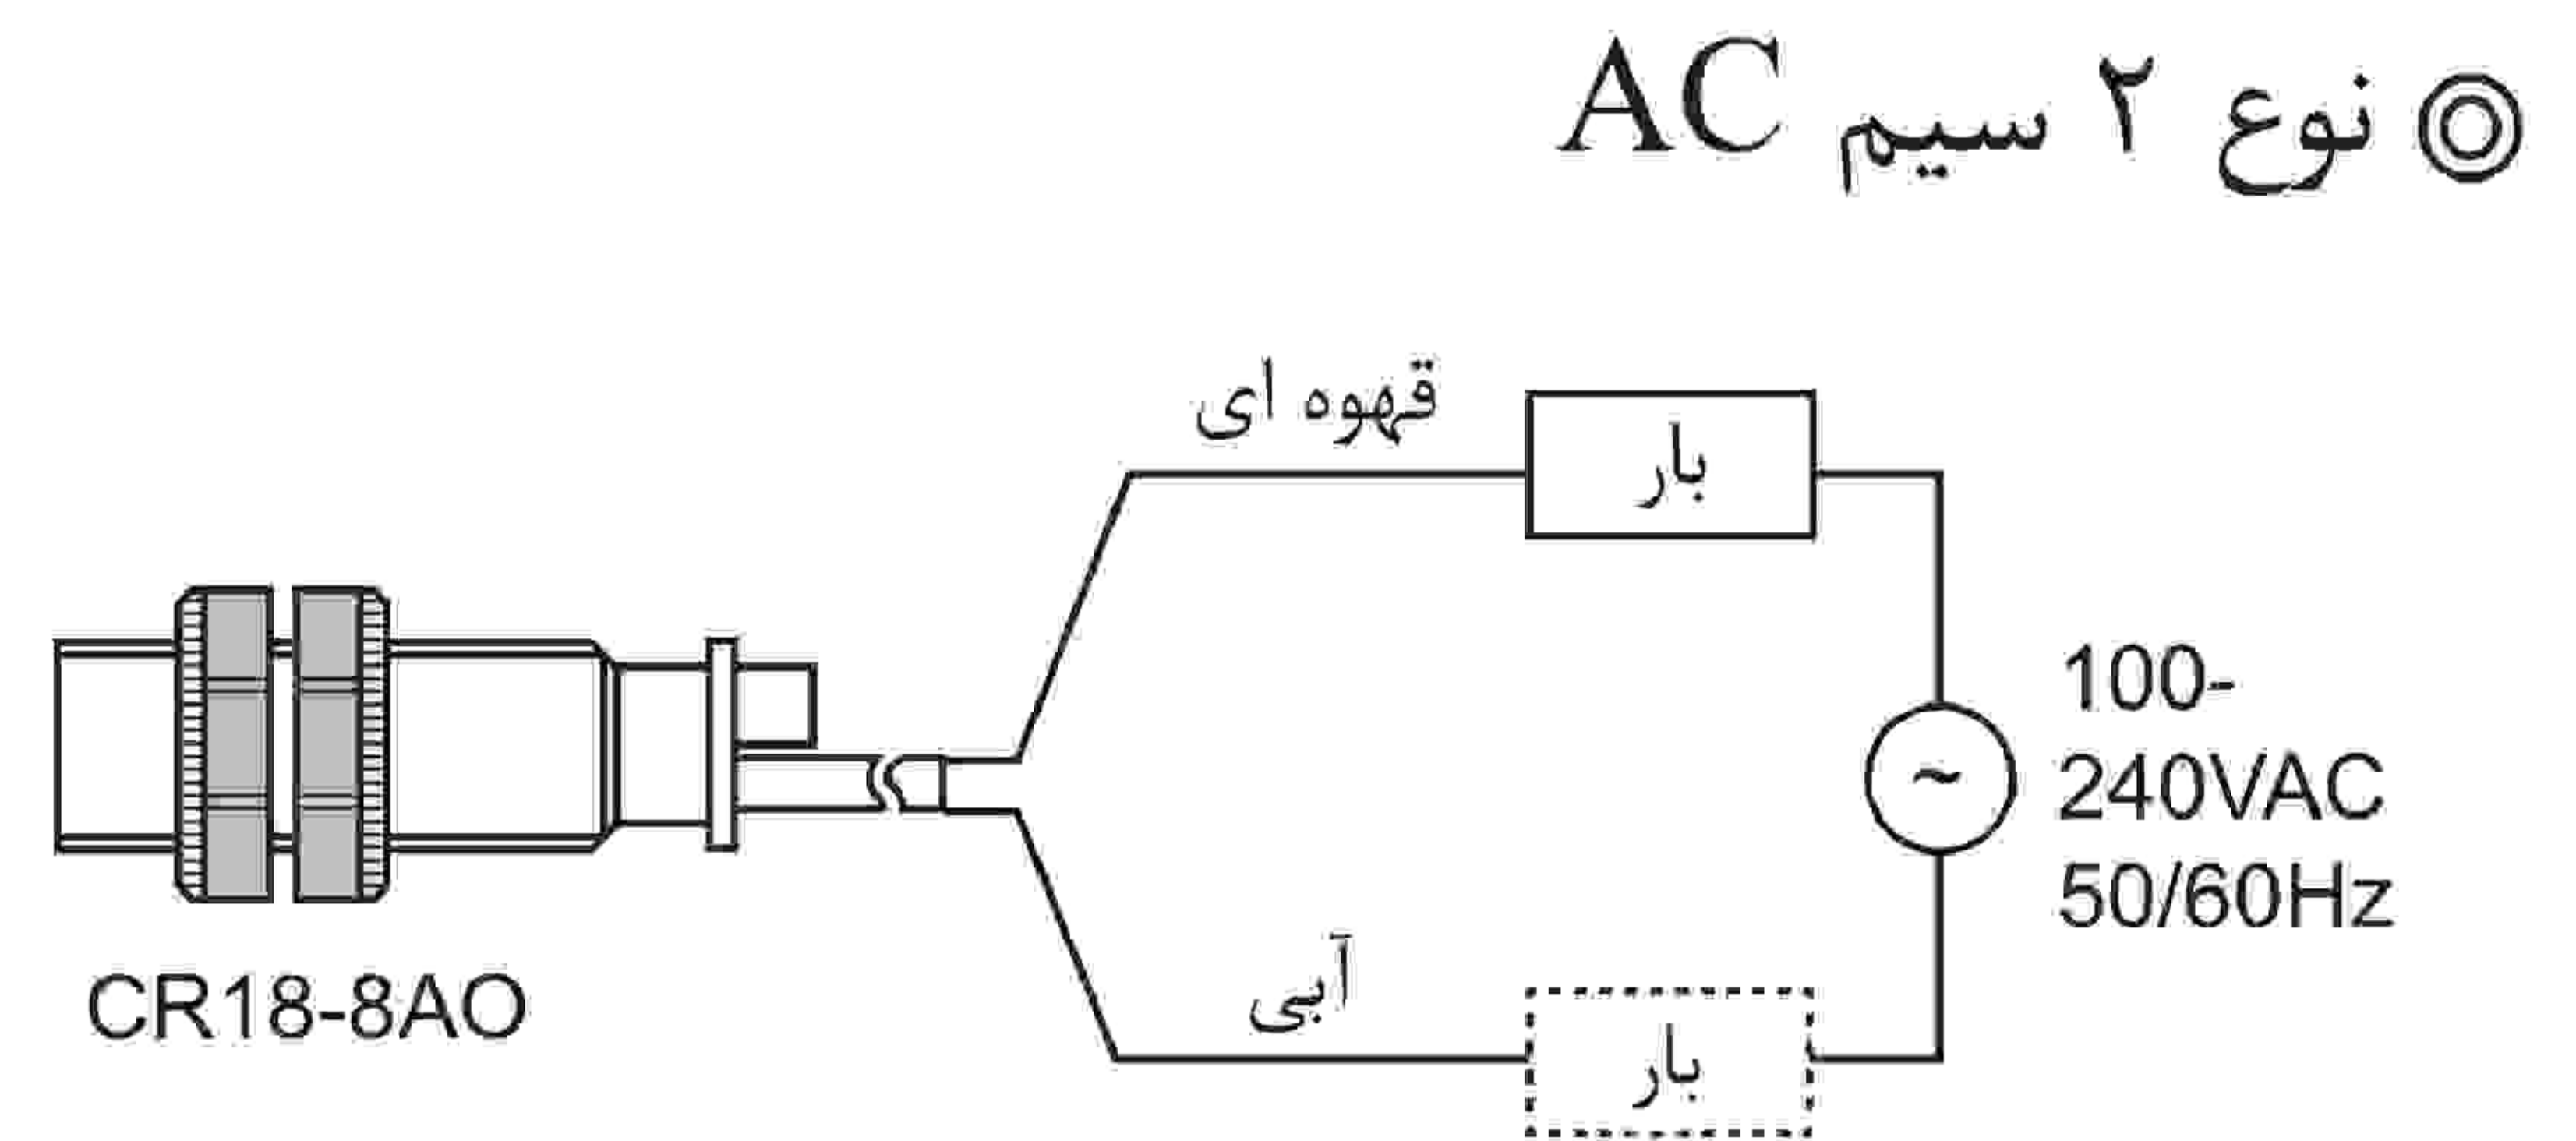 ◎ نوع ۲ سیم AC
قهوه ای
بار
100-
240VAC
50/60Hz
~
CR18-8AO
آبی
بار